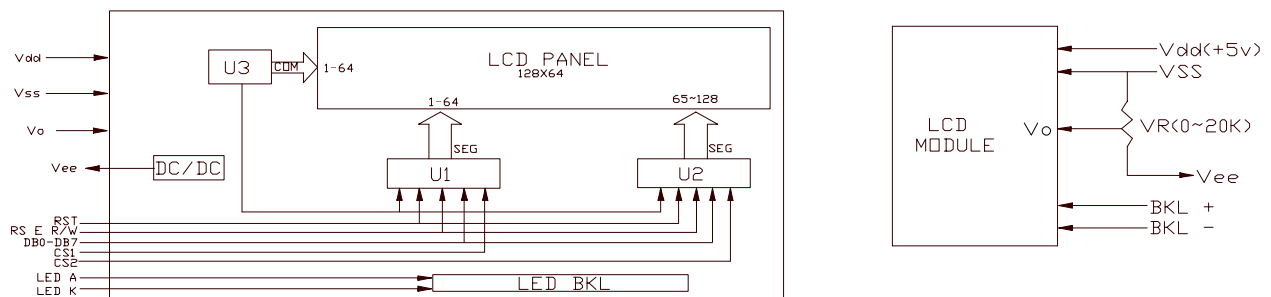 Vdd
Vss
Vo
Vee
DC/DC
U3
COM
1-64
LCD PANEL
128X64
1-64
65~128
SEG
SEG
U1
U2
RST
RS E R/W
DB0-DB7
CS1
CS2
LED A
LED K
LED BKL
LCD
MODULE
Vo
Vdd(+5v)
VSS
VR(0~20K)
Vee
BKL +
BKL -